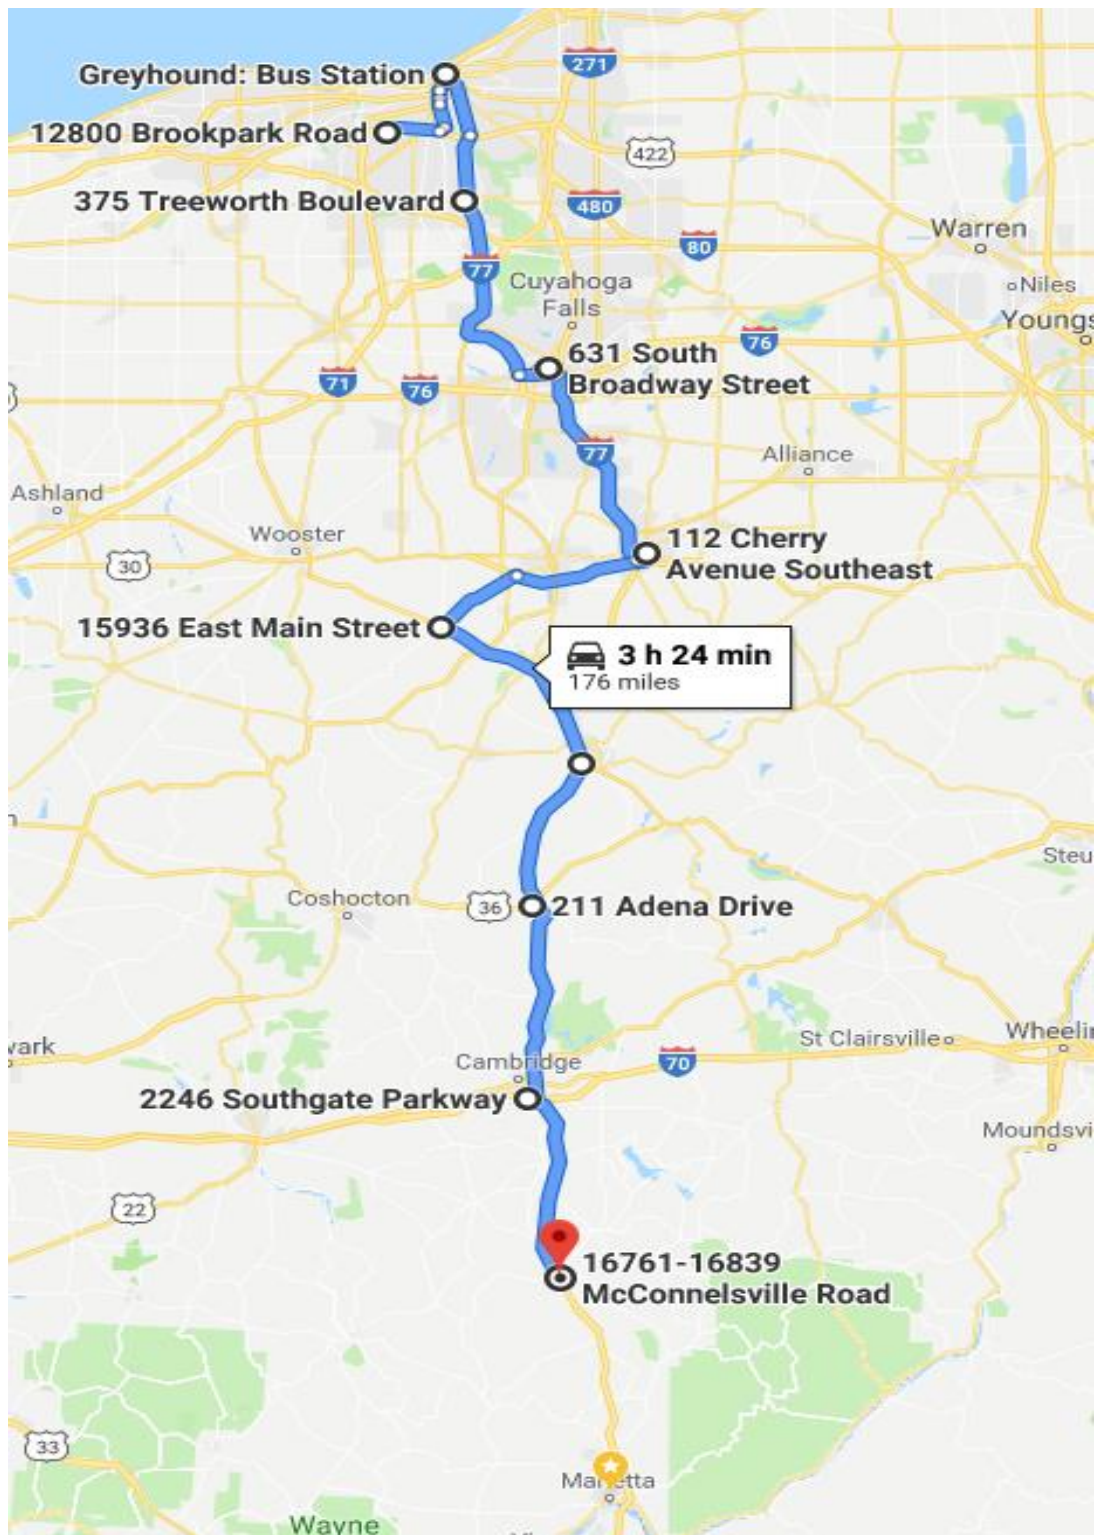 Greyhound: Bus Station
271
12800 Brookpark Road
422
375 Treeworth Boulevard
480
Warren
80
77
Cuyahoga
Falls
Niles
Youngs
76
631 South
Broadway Street
71
76
77
Alliance
Ashland
Wooster
112 Cherry
Avenue Southeast
30
15936 East Main Street
3 h 24 min
176 miles
Steu
Coshocton
36
211 Adena Drive
St Clairsville
Wheelin
vark
Cambridge
70
2246 Southgate Parkway
Moundsvi
22
16761-16839
McConnelsville Road
33
Wayne